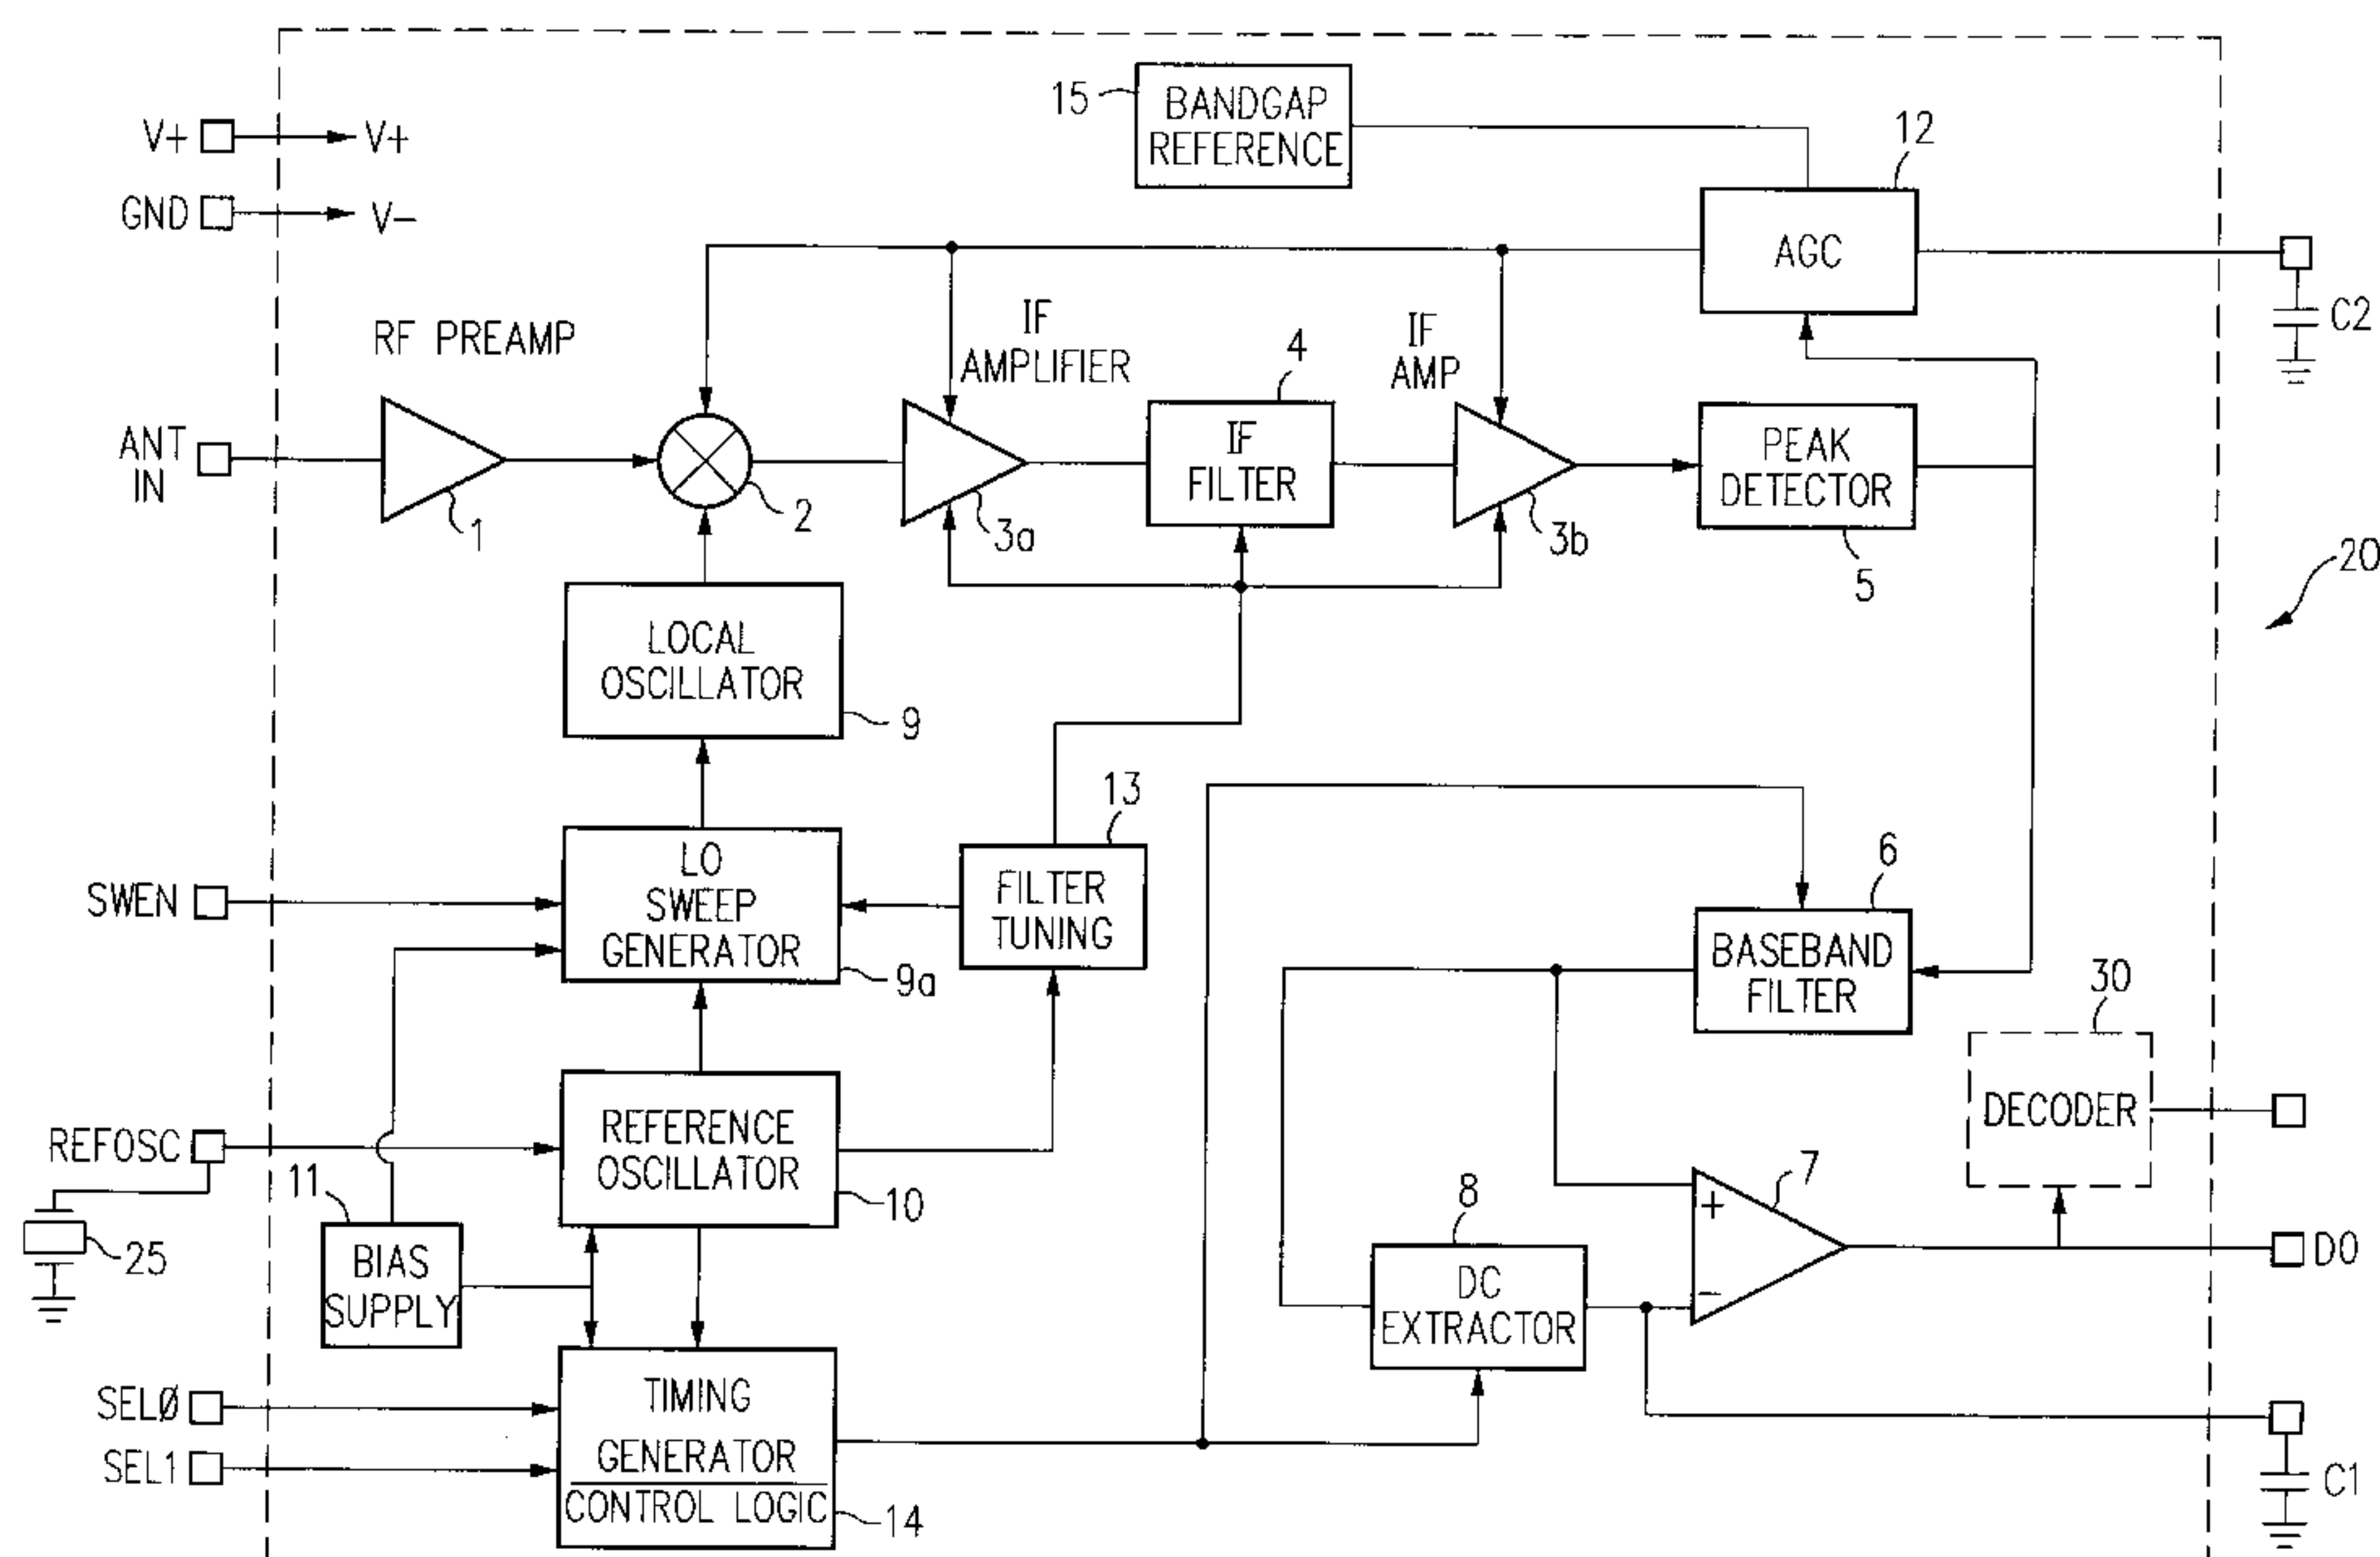 15
BANDGAP
REFERENCE
12
V+
V+
GND
V−
AGC
C2
RF PREAMP
IF
AMPLIFIER
4
IF
AMP
ANT
IN
1
2
3a
IF
FILTER
3b
PEAK
DETECTOR
5
20
LOCAL
OSCILLATOR
9
13
SWEN
LO
SWEEP
GENERATOR
9a
FILTER
TUNING
6
BASEBAND
FILTER
30
DECODER
REFOSC
REFERENCE
OSCILLATOR
10
11
BIAS
SUPPLY
25
8
DC
EXTRACTOR
+
−
7
DO
SELØ
SEL1
TIMING
GENERATOR
CONTROL LOGIC
14
C1